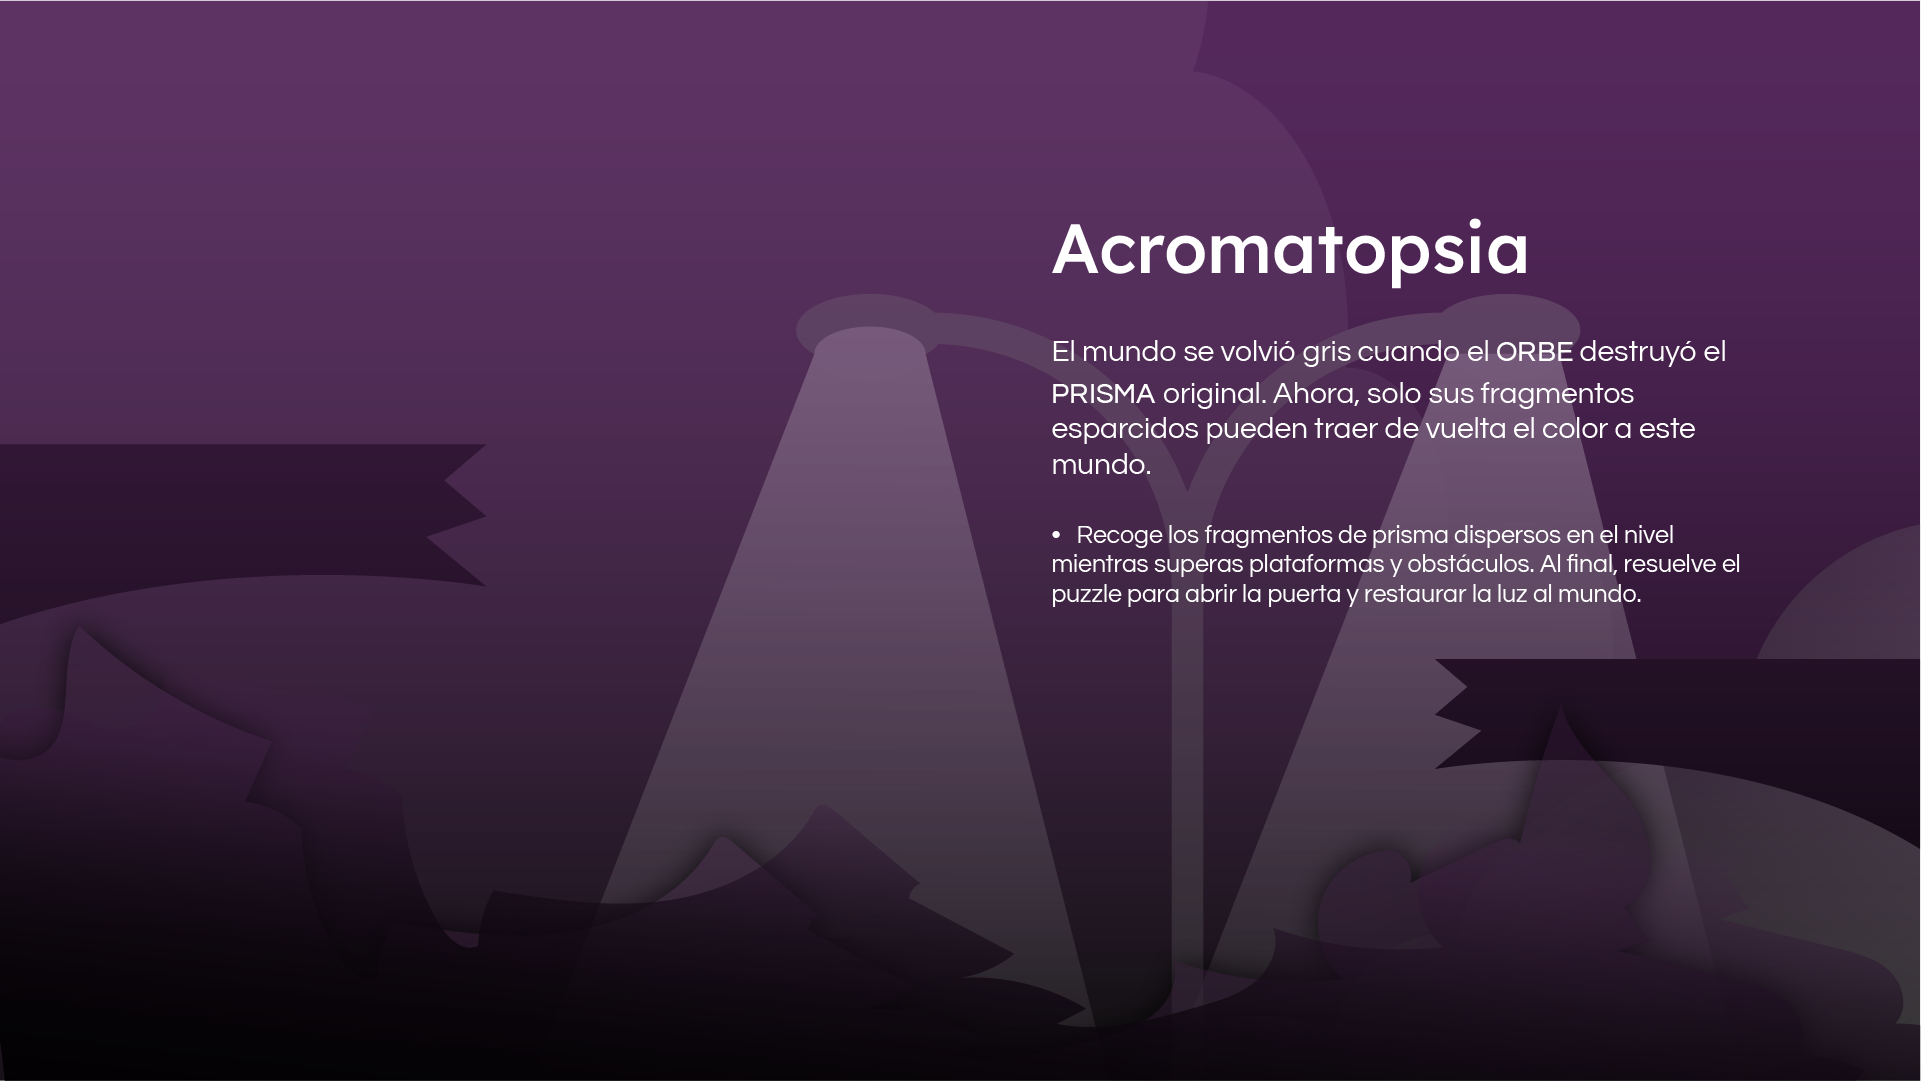 Acromatopsia
El mundo se volvió gris cuando el ORBE destruyó el
PRISMA original. Ahora, solo sus fragmentos
esparcidos pueden traer de vuelta el color a este
mundo.
• Recoge los fragmentos de prisma dispersos en el nivel
mientras superas plataformas y obstáculos. Al final, resuelve el
puzzle para abrir la puerta y restaurar la luz al mundo.